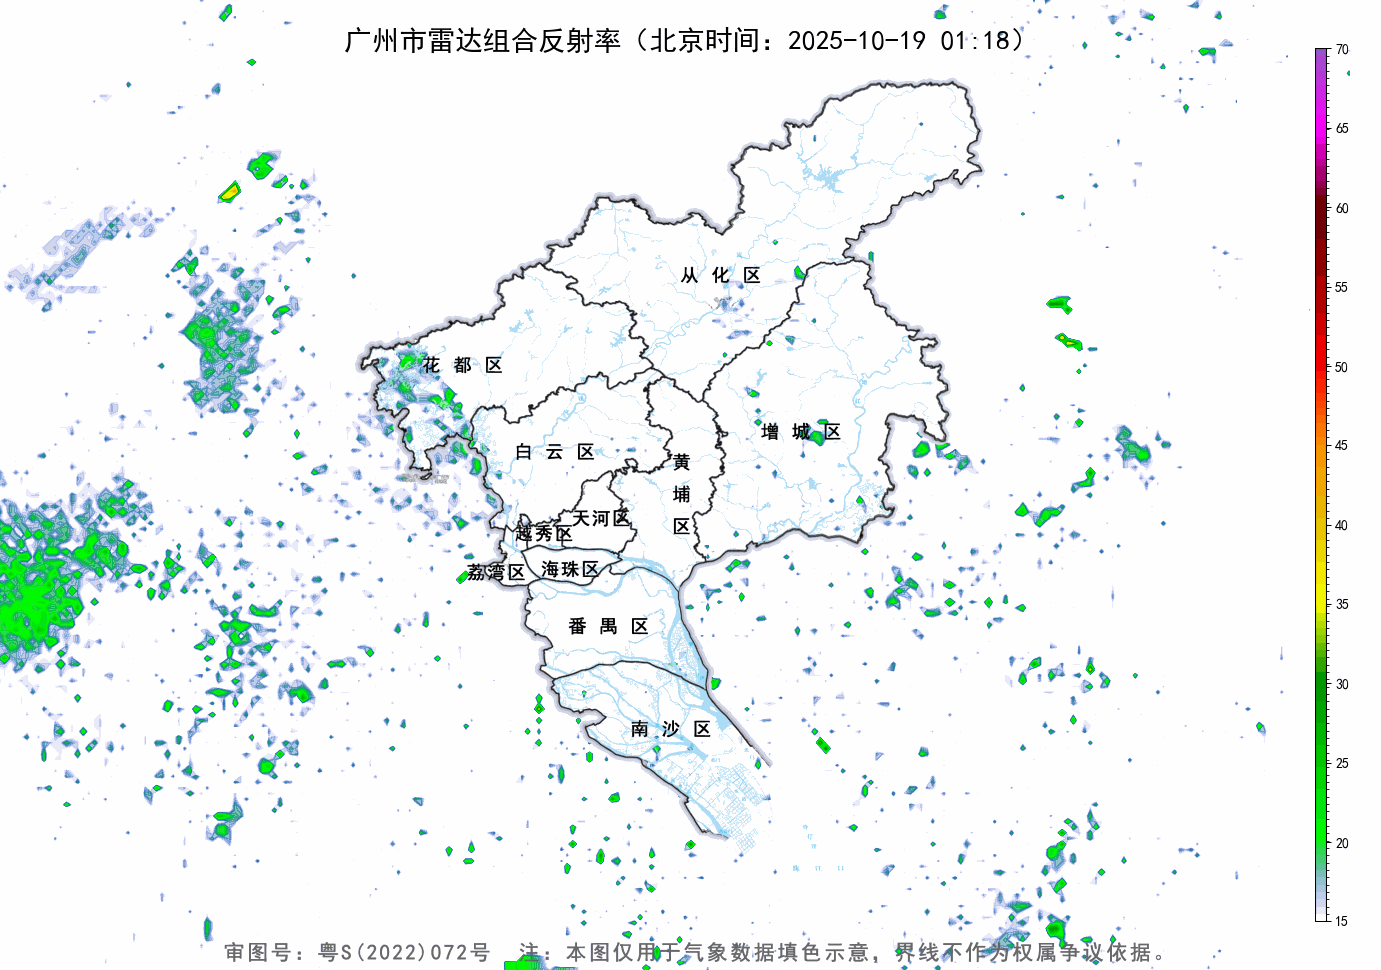 广州市雷达组合反射率（北京时间：2025-10-19 01:18）
70
65
60
55
50
45
40
35
30
25
20
15
从化区
花都区
增城区
白云区
黄埔区
天河区
越秀区
荔湾区
海珠区
番禺区
南沙区
审图号：粤S(2022)072号 注：本图仅用于气象数据填色示意，界线不作为权属争议依据。